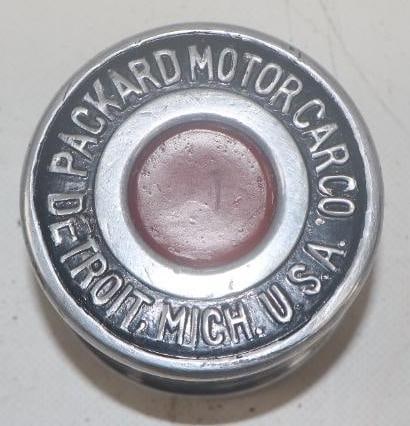 PACKARD MOTOR CAR CO.
DETROIT, MICH. U.S.A.